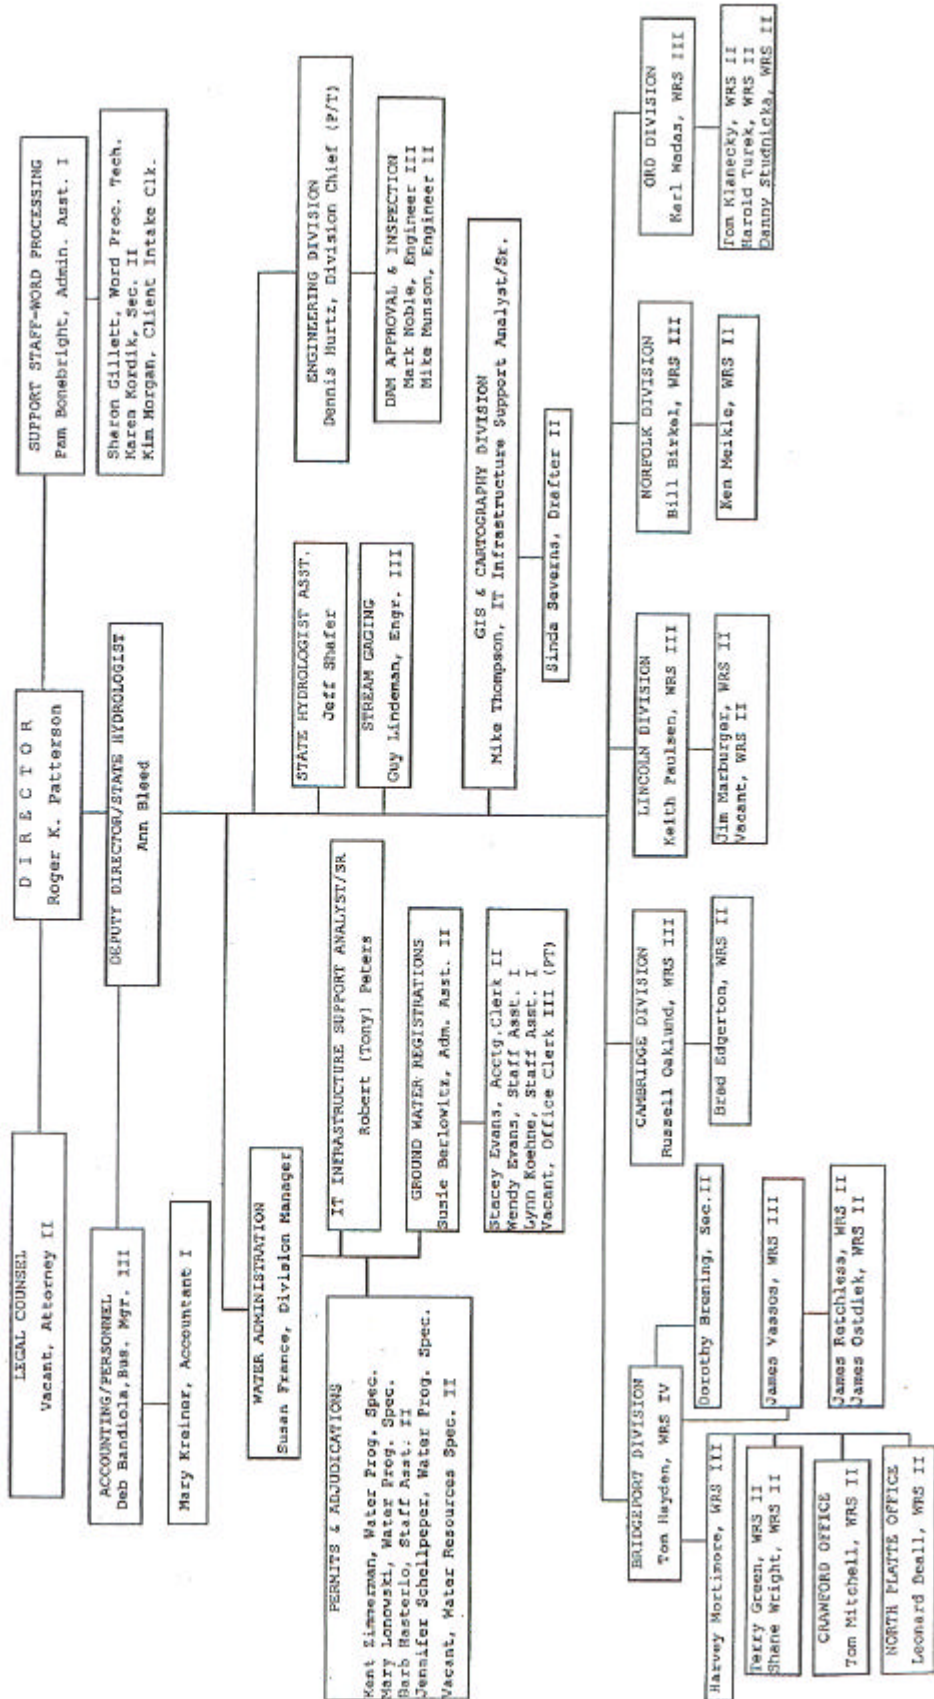 LEGAL COUNSEL
Vacant, Attorney II
D I R E C T O R
Roger K. Patterson
SUPPORT STAFF-WORD PROCESSING
Pam Bonebright, Admin. Asst. I
Sharon Gillett, Word Proc. Tech.
Karen Kordik, Sec. II
Kim Morgan, Client Intake Clk.
ACCOUNTING/PERSONNEL
Deb Bandiola, Bus. Mgr. III
Mary Kreiner, Accountant I
DEPUTY DIRECTOR/STATE HYDROLOGIST
Ann Bleed
WATER ADMINISTRATION
Susan France, Division Manager
PERMITS & ADJUDICATIONS
Kent Zimmerman, Water Prog. Spec.
Mary Lonowski, Water Prog. Spec.
Barb Hasterlo, Staff Asst. II
Jennifer Schellpeper, Water Prog. Spec.
Vacant, Water Resources Spec. II
IT INFRASTRUCTURE SUPPORT ANALYST/SR
Robert (Tony) Peters
GROUND WATER REGISTRATIONS
Susie Berlowitz, Adm. Asst. II
Stacey Evans, Acctg.Clerk II
Wendy Evans, Staff Asst. I
Lynn Koehne, Staff Asst. I
Vacant, Office Clerk III (PT)
STATE HYDROLOGIST ASST.
Jeff Shafer
STREAM GAGING
Guy Lindeman, Engr. III
ENGINEERING DIVISION
Dennis Hurtz, Division Chief (P/T)
DAM APPROVAL & INSPECTION
Mark Noble, Engineer III
Mike Munson, Engineer II
GIS & CARTOGRAPHY DIVISION
Mike Thompson, IT Infrastructure Support Analyst/Sr.
Sinda Severns, Drafter II
BRIDGEPORT DIVISION
Tom Hayden, WRS IV
Dorothy Brening, Sec.II
James Vassos, WRS III
James Retchless, WRS II
James Ostdiek, WRS II
Harvey Mortimore, WRS III
Terry Green, WRS II
Shane Wright, WRS II
CRAWFORD OFFICE
Tom Mitchell, WRS II
NORTH PLATTE OFFICE
Leonard Deall, WRS II
CAMBRIDGE DIVISION
Russell Oaklund, WRS III
Brad Edgerton, WRS II
LINCOLN DIVISION
Keith Paulsen, WRS III
Jim Marburger, WRS II
Vacant, WRS II
NORFOLK DIVISION
Bill Birkel, WRS III
Ken Meikle, WRS II
ORD DIVISION
Karl Wadas, WRS III
Tom Klanecky, WRS II
Harold Turek, WRS II
Danny Studnicka, WRS II